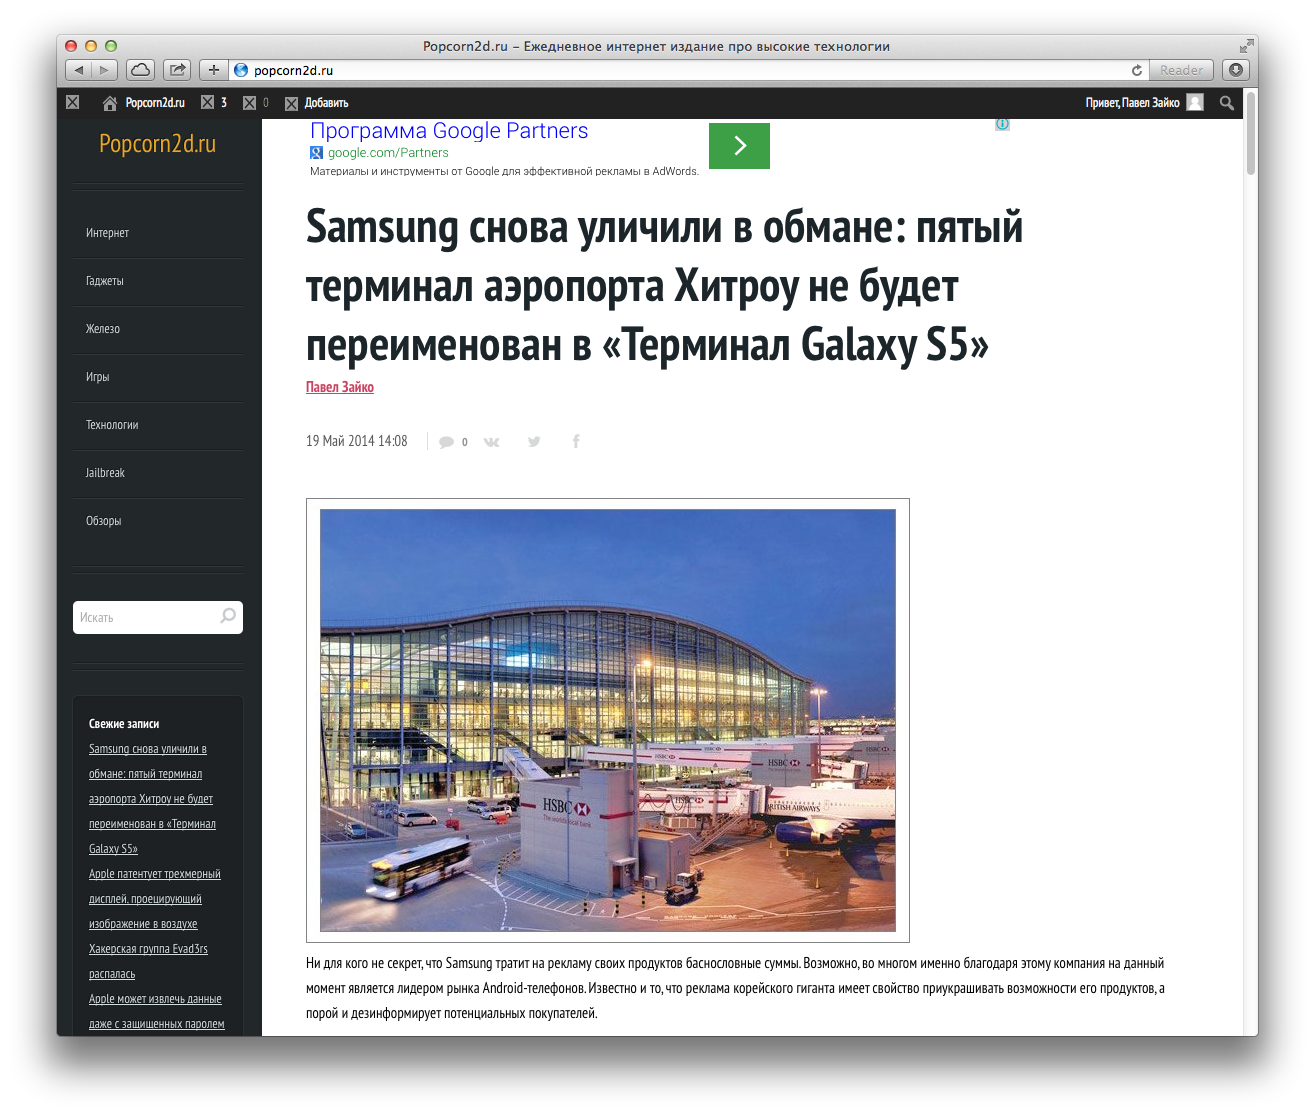 Popcorn2d.ru – Ежедневное интернет издание про высокие технологии
popcorn2d.ru
Reader
Popcorn2d.ru
3
0
Добавить
Привет, Павел Зайко
Popcorn2d.ru
Интернет
Гаджеты
Железо
Игры
Технологии
Jailbreak
Обзоры
Искать
Свежие записи
Samsung снова уличили в
обмане: пятый терминал
аэропорта Хитроу не будет
переименован в «Терминал
Galaxy S5»
Apple патентует трехмерный
дисплей, проецирующий
изображение в воздухе
Хакерская группа Evad3rs
распалась
Apple может извлечь данные
даже с защищенных паролем
Программа Google Partners
google.com/Partners
Материалы и инструменты от Google для эффективной рекламы в AdWords.
Samsung снова уличили в обмане: пятый
терминал аэропорта Хитроу не будет
переименован в «Терминал Galaxy S5»
Павел Зайко
19 Май 2014 14:08
0
HSBC
HSBC
HSBC
HSBC
HSBC
The world's local bank
BRITISH AIRWAYS
Ни для кого не секрет, что Samsung тратит на рекламу своих продуктов баснословные суммы. Возможно, во многом именно благодаря этому компания на данный
момент является лидером рынка Android-телефонов. Известно и то, что реклама корейского гиганта имеет свойство приукрашивать возможности его продуктов, а
порой и дезинформирует потенциальных покупателей.